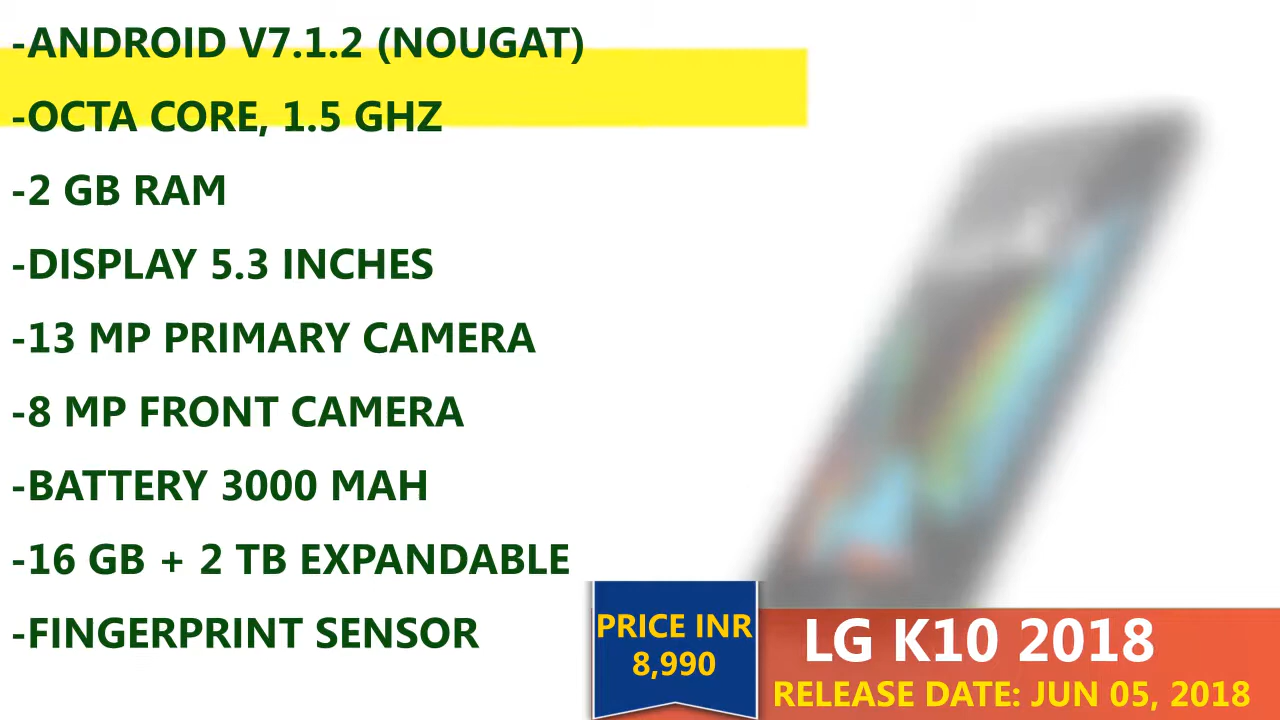 -ANDROID V7.1.2 (NOUGAT)
-OCTA CORE, 1.5 GHZ
-2 GB RAM
-DISPLAY 5.3 INCHES
-13 MP PRIMARY CAMERA
-8 MP FRONT CAMERA
-BATTERY 3000 MAH
-16 GB + 2 TB EXPANDABLE
-FINGERPRINT SENSOR
PRICE INR
8,990
LG K10 2018
RELEASE DATE: JUN 05, 2018